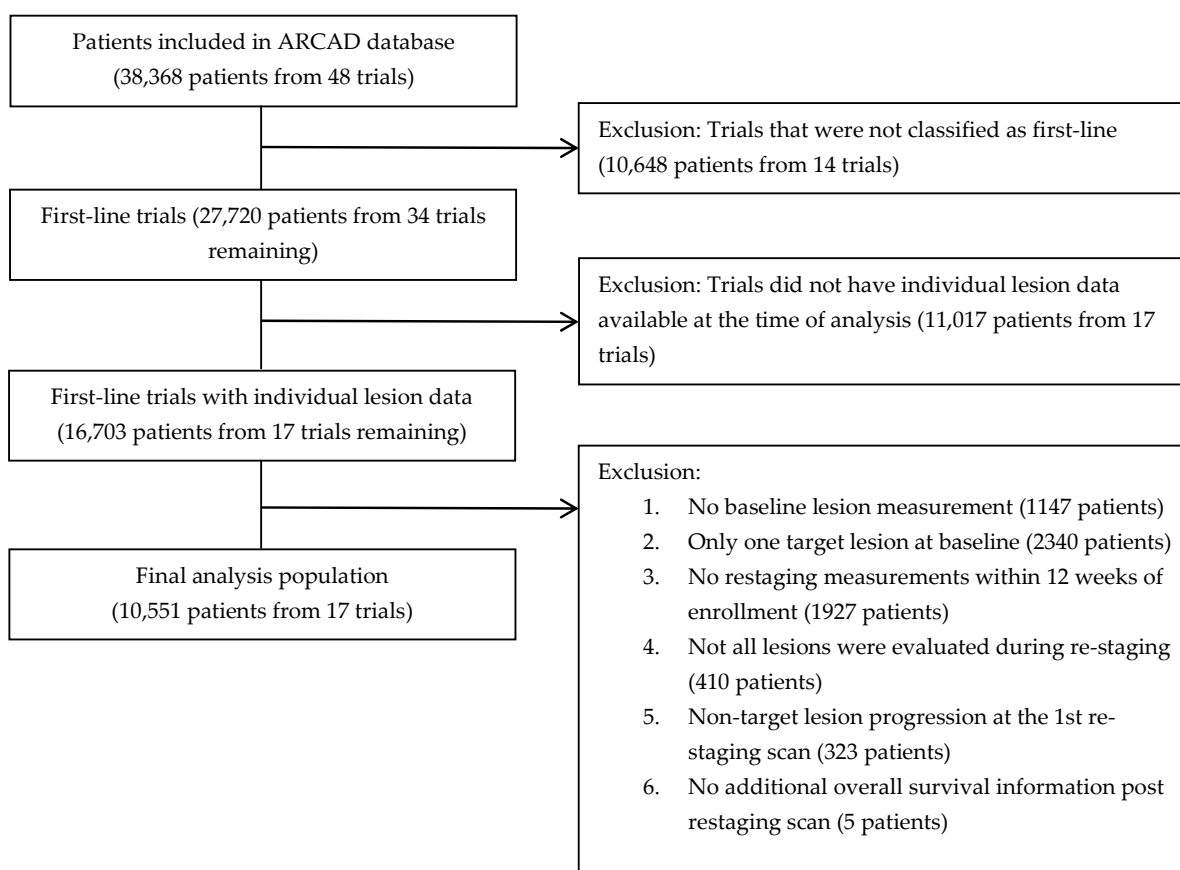 Patients included in ARCAD database
(38,368 patients from 48 trials)
Exclusion: Trials that were not classified as first-line
(10,648 patients from 14 trials)
First-line trials (27,720 patients from 34 trials
remaining)
Exclusion: Trials did not have individual lesion data
available at the time of analysis (11,017 patients from 17
trials)
First-line trials with individual lesion data
(16,703 patients from 17 trials remaining)
Exclusion:
1. No baseline lesion measurement (1147 patients)
2. Only one target lesion at baseline (2340 patients)
3. No restaging measurements within 12 weeks of
enrollment (1927 patients)
4. Not all lesions were evaluated during re-staging
(410 patients)
5. Non-target lesion progression at the 1st re-
staging scan (323 patients)
6. No additional overall survival information post
restaging scan (5 patients)
Final analysis population
(10,551 patients from 17 trials)